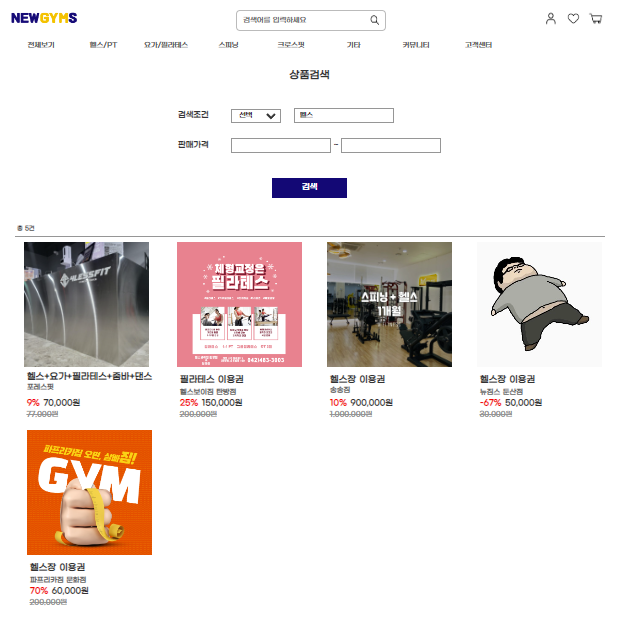 NEWGYMS
검색어를 입력하세요
전체보기 헬스/PT 요가/필라테스 스피닝 크로스핏 기타 커뮤니티 고객센터
상품검색
검색조건 선택 헬스
판매가격 ~
검색
총 5건
체형교정은
필라테스
042)483-3003
스피닝 + 헬스
1개월
파프리카짐 오픈, 삼빡짐!
GYM
헬스+요가+필라테스+줌바+댄스
포레스핏
9% 70,000원
77,000원
필라테스 이용권
헬스보이짐 탄방점
25% 150,000원
200,000원
헬스장 이용권
송송짐
10% 900,000원
1,000,000원
헬스장 이용권
뉴짐스 둔산점
-67% 50,000원
30,000원
헬스장 이용권
파프리카짐 문화점
70% 60,000원
200,000원